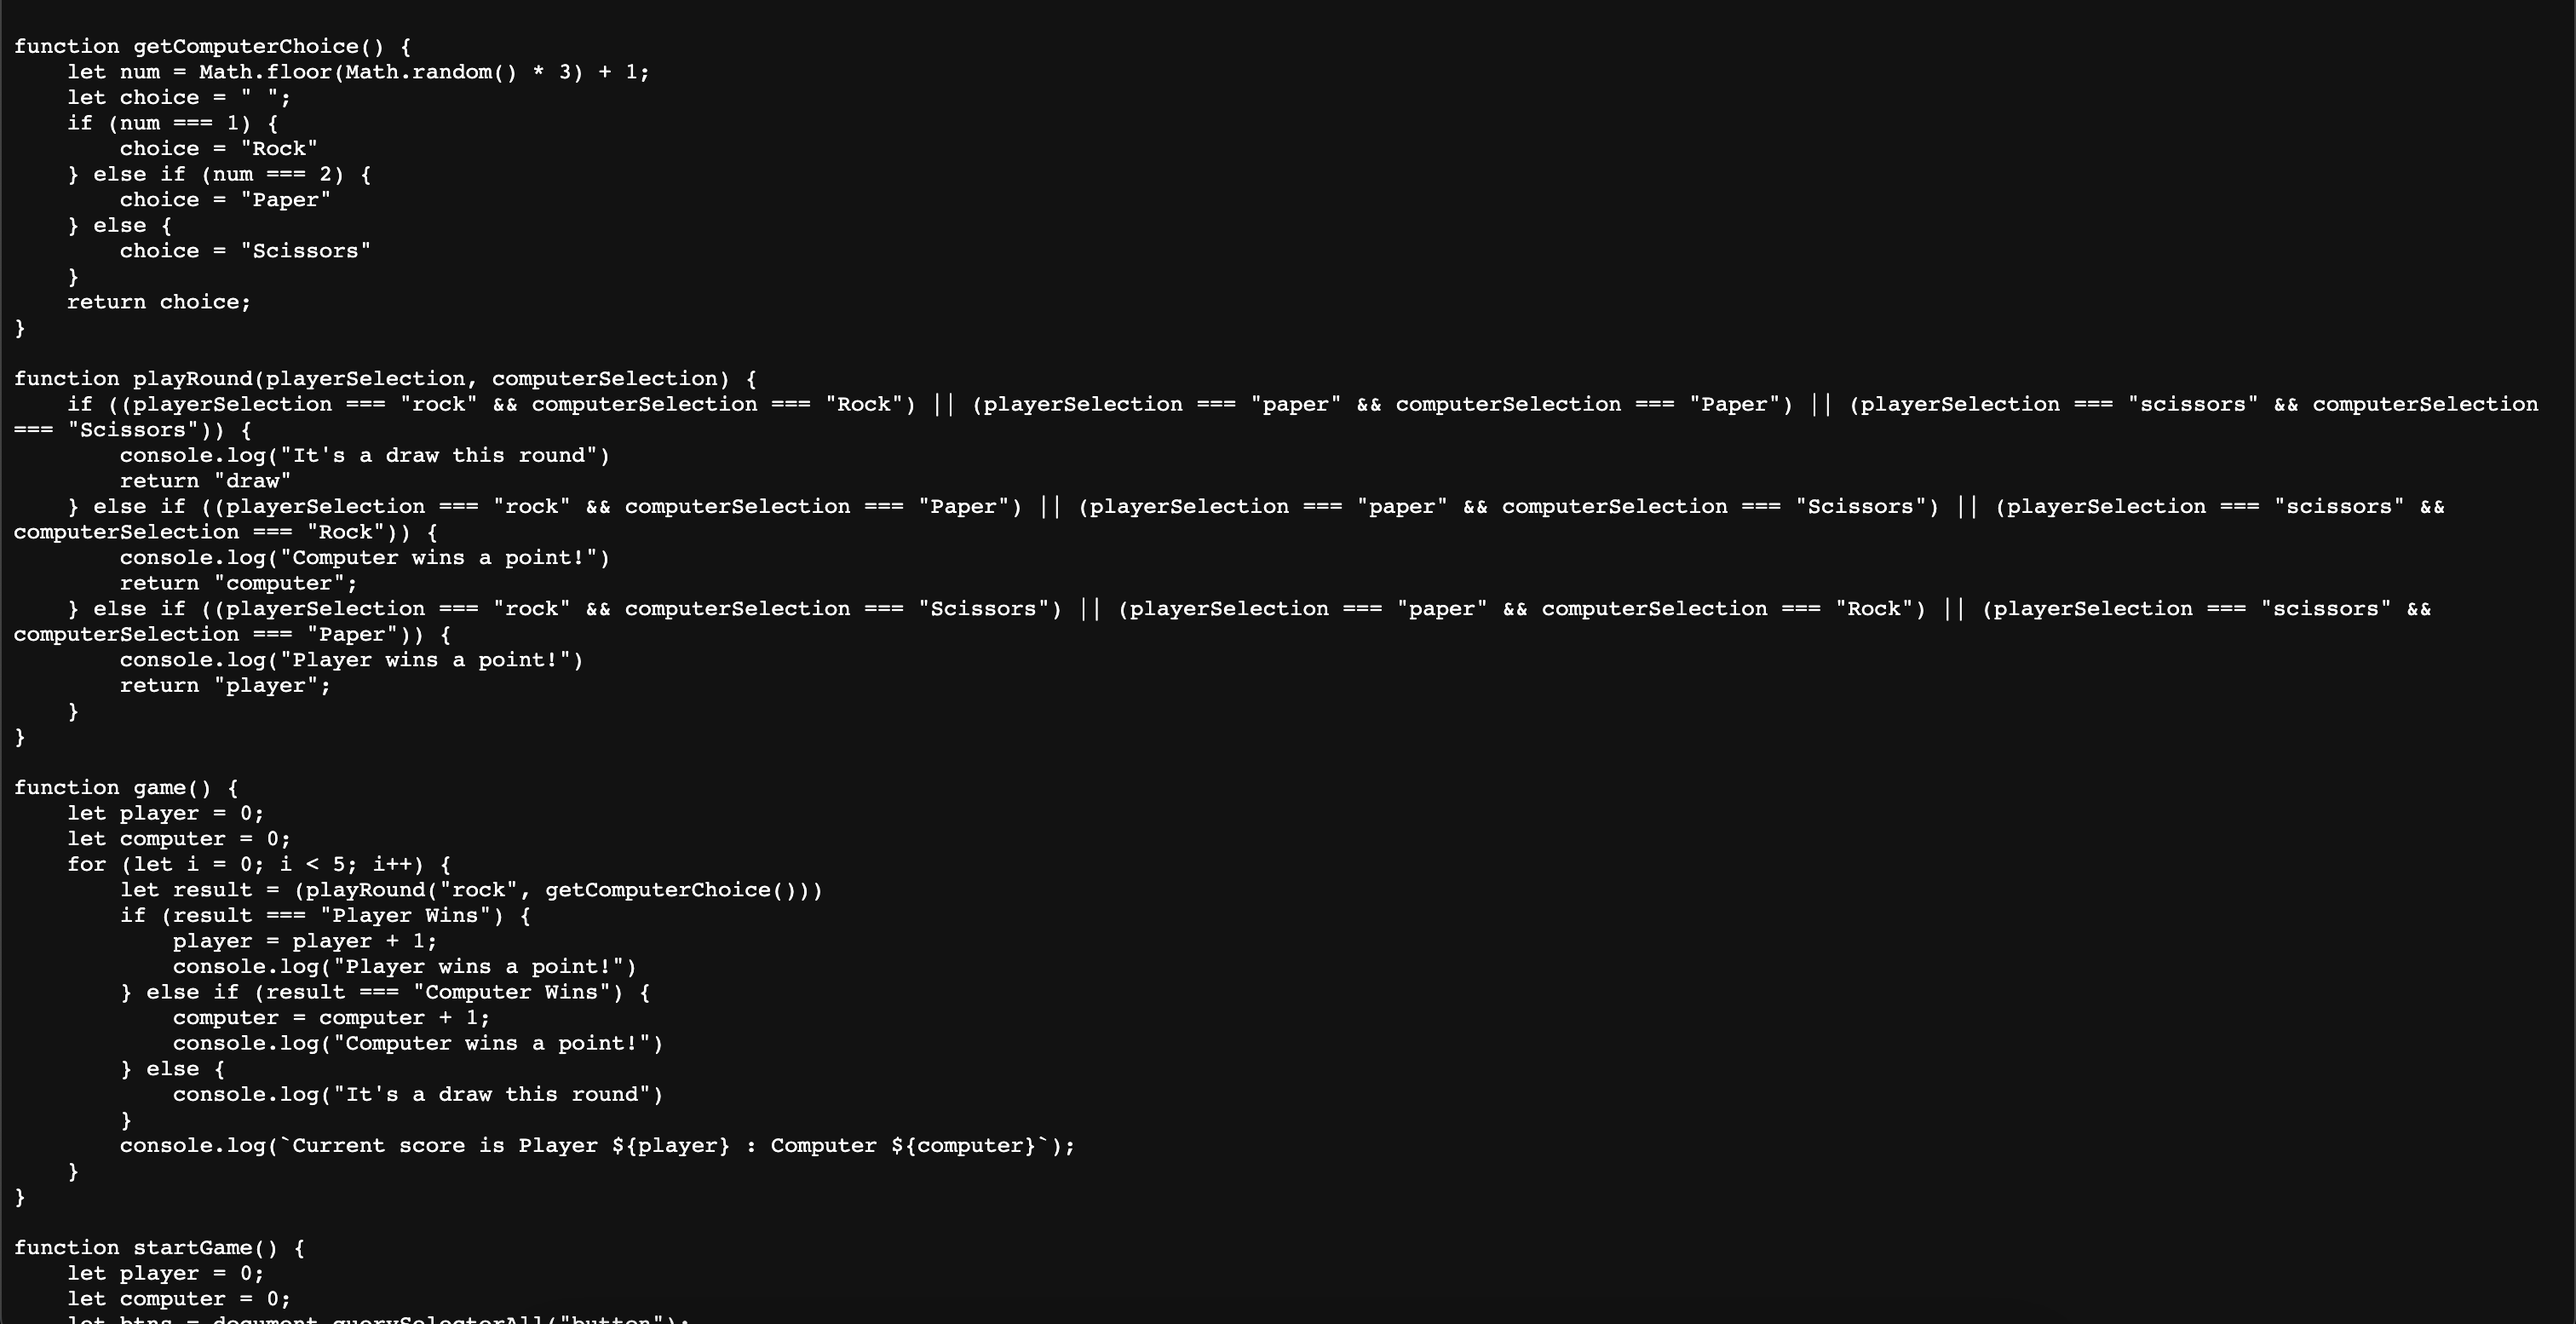 function getComputerChoice() {
    let num = Math.floor(Math.random() * 3) + 1;
    let choice = " ";
    if (num === 1) {
        choice = "Rock"
    } else if (num === 2) {
        choice = "Paper"
    } else {
        choice = "Scissors"
    }
    return choice;
}

function playRound(playerSelection, computerSelection) {
    if ((playerSelection === "rock" && computerSelection === "Rock") || (playerSelection === "paper" && computerSelection === "Paper") || (playerSelection === "scissors" && computerSelection
=== "Scissors")) {
        console.log("It's a draw this round")
        return "draw"
    } else if ((playerSelection === "rock" && computerSelection === "Paper") || (playerSelection === "paper" && computerSelection === "Scissors") || (playerSelection === "scissors" &&
computerSelection === "Rock")) {
        console.log("Computer wins a point!")
        return "computer";
    } else if ((playerSelection === "rock" && computerSelection === "Scissors") || (playerSelection === "paper" && computerSelection === "Rock") || (playerSelection === "scissors" &&
computerSelection === "Paper")) {
        console.log("Player wins a point!")
        return "player";
    }
}

function game() {
    let player = 0;
    let computer = 0;
    for (let i = 0; i < 5; i++) {
        let result = (playRound("rock", getComputerChoice()))
        if (result === "Player Wins") {
            player = player + 1;
            console.log("Player wins a point!")
        } else if (result === "Computer Wins") {
            computer = computer + 1;
            console.log("Computer wins a point!")
        } else {
            console.log("It's a draw this round")
        }
        console.log(`Current score is Player ${player} : Computer ${computer}`);
    }
}

function startGame() {
    let player = 0;
    let computer = 0;
    let btns = document.querySelectorAll("button");